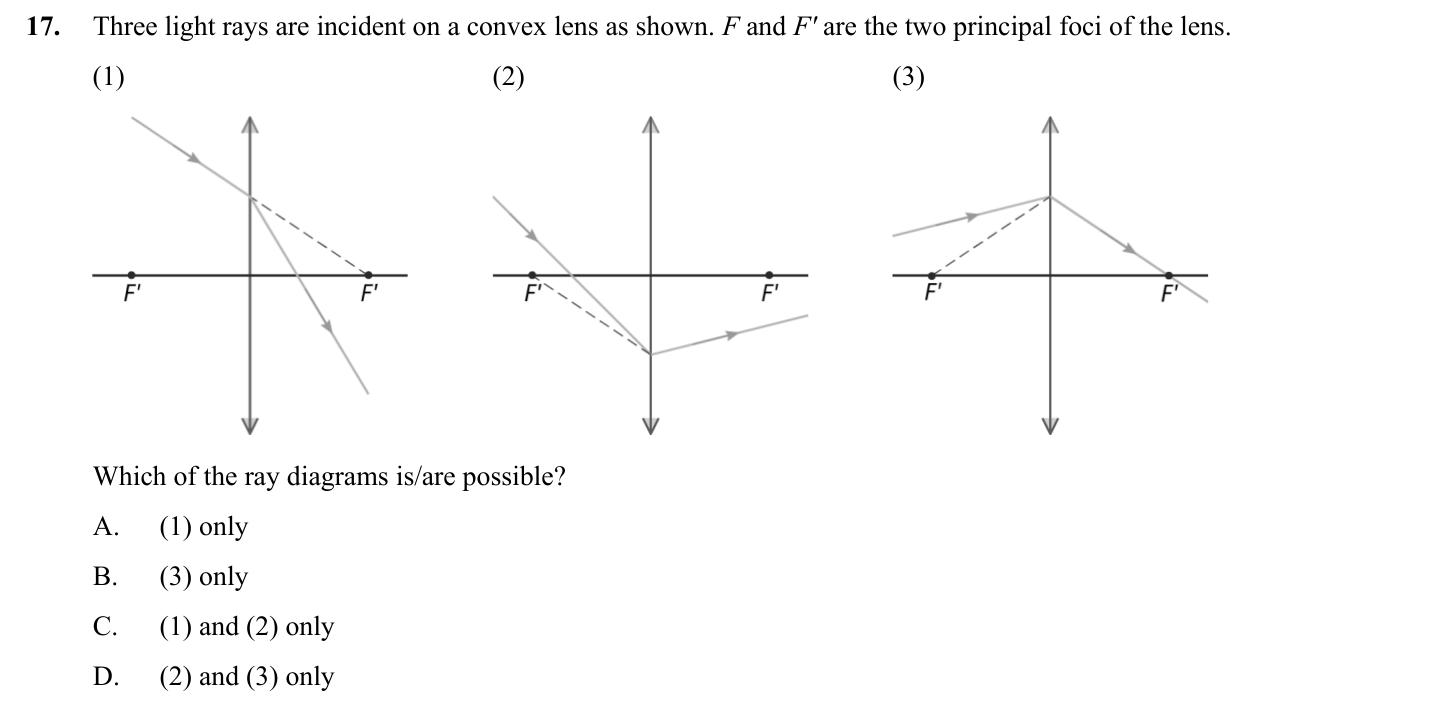 17. Three light rays are incident on a convex lens as shown. F and F' are the two principal foci of the lens.
(1) (2) (3)
F' F' F' F' F' F'
Which of the ray diagrams is/are possible?
A. (1) only
B. (3) only
C. (1) and (2) only
D. (2) and (3) only